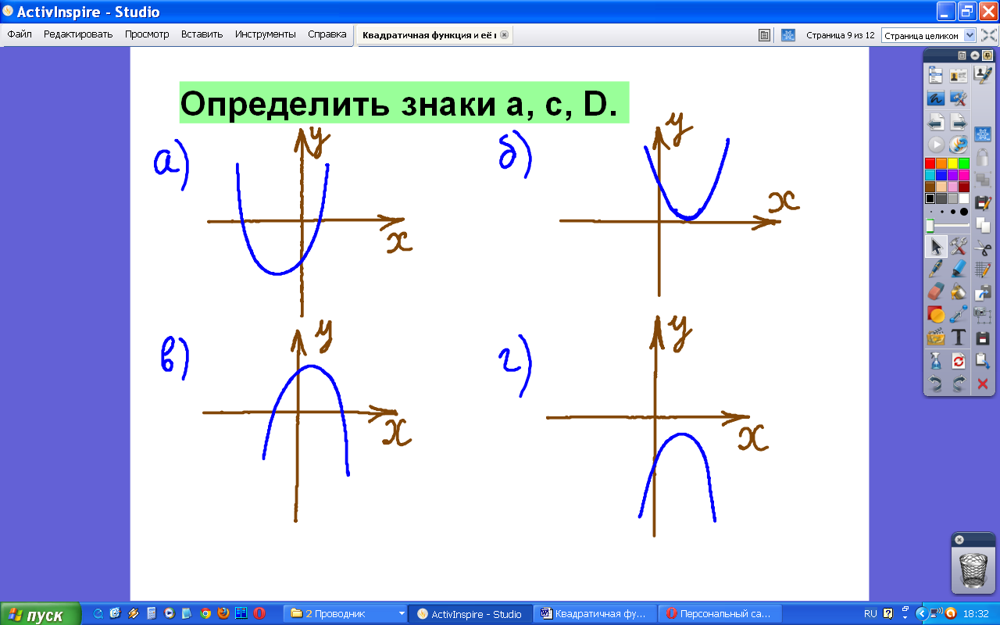 ActivInspire - Studio
Файл Редактировать Просмотр Вставить Инструменты Справка Квадратичная функция и её Страница 9 из 12 Страница целиком
Определить знаки a, c, D.
а) y x
б) y x
в) y x
г) y x
T
пуск 2 Проводник ActivInspire - Studio Квадратичная фу... Персональный са... RU 18:32